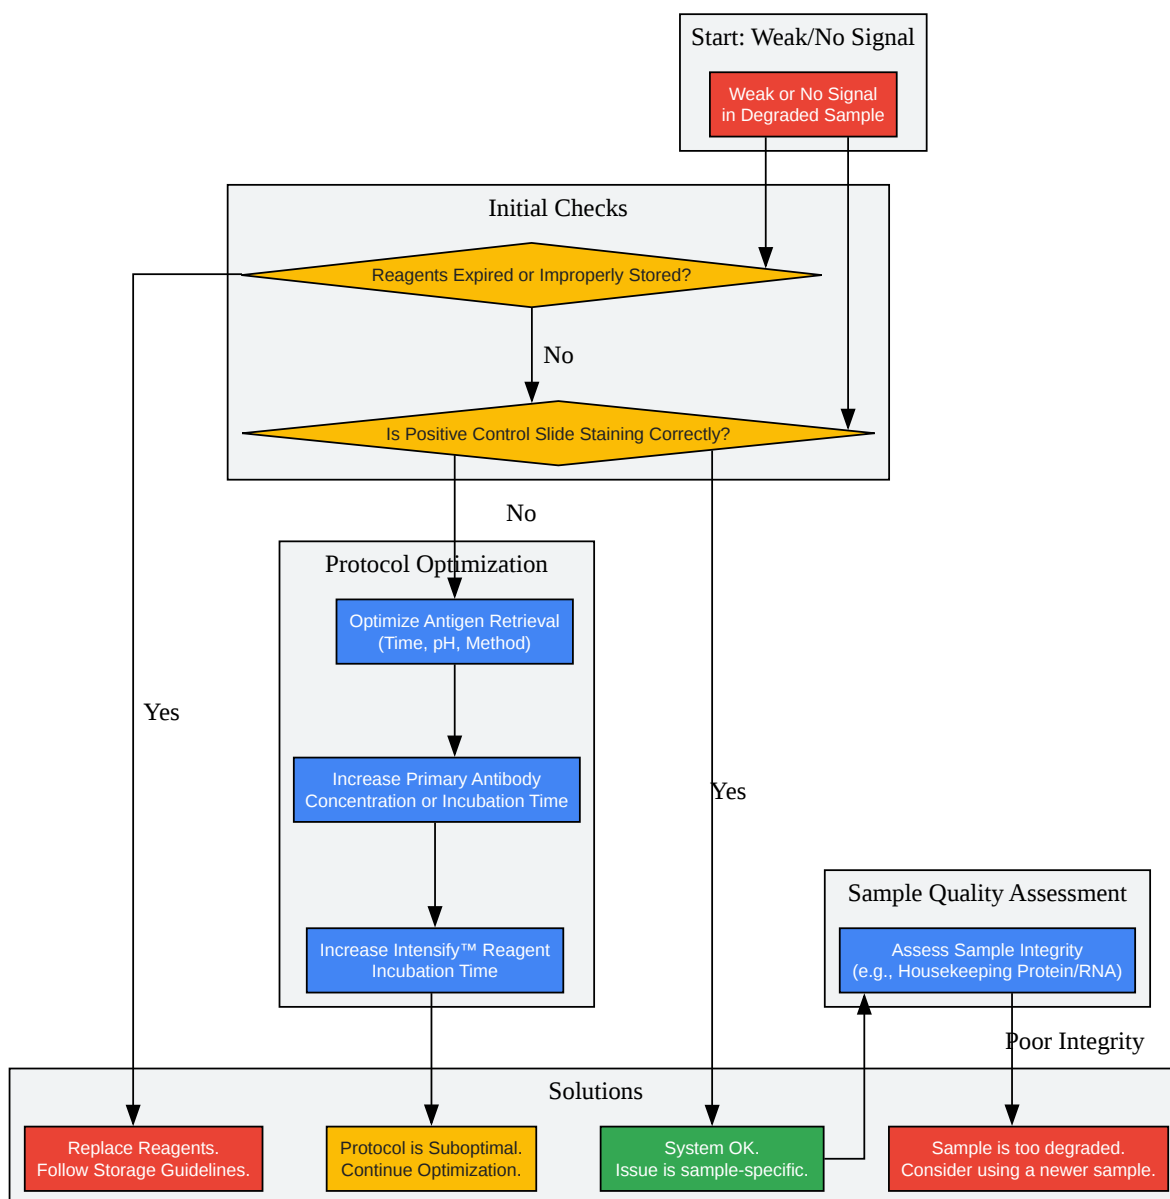 Start: Weak/No Signal
Weak or No Signal
in Degraded Sample
Initial Checks
Reagents Expired or Improperly Stored?
No
Is Positive Control Slide Staining Correctly?
No
Protocol Optimization
Optimize Antigen Retrieval
(Time, pH, Method)
Yes
Increase Primary Antibody
Concentration or Incubation Time
Yes
Sample Quality Assessment
Increase Intensify™ Reagent
Incubation Time
Assess Sample Integrity
(e.g., Housekeeping Protein/RNA)
Poor Integrity
Solutions
Replace Reagents.
Follow Storage Guidelines.
Protocol is Suboptimal.
Continue Optimization.
System OK.
Issue is sample-specific.
Sample is too degraded.
Consider using a newer sample.